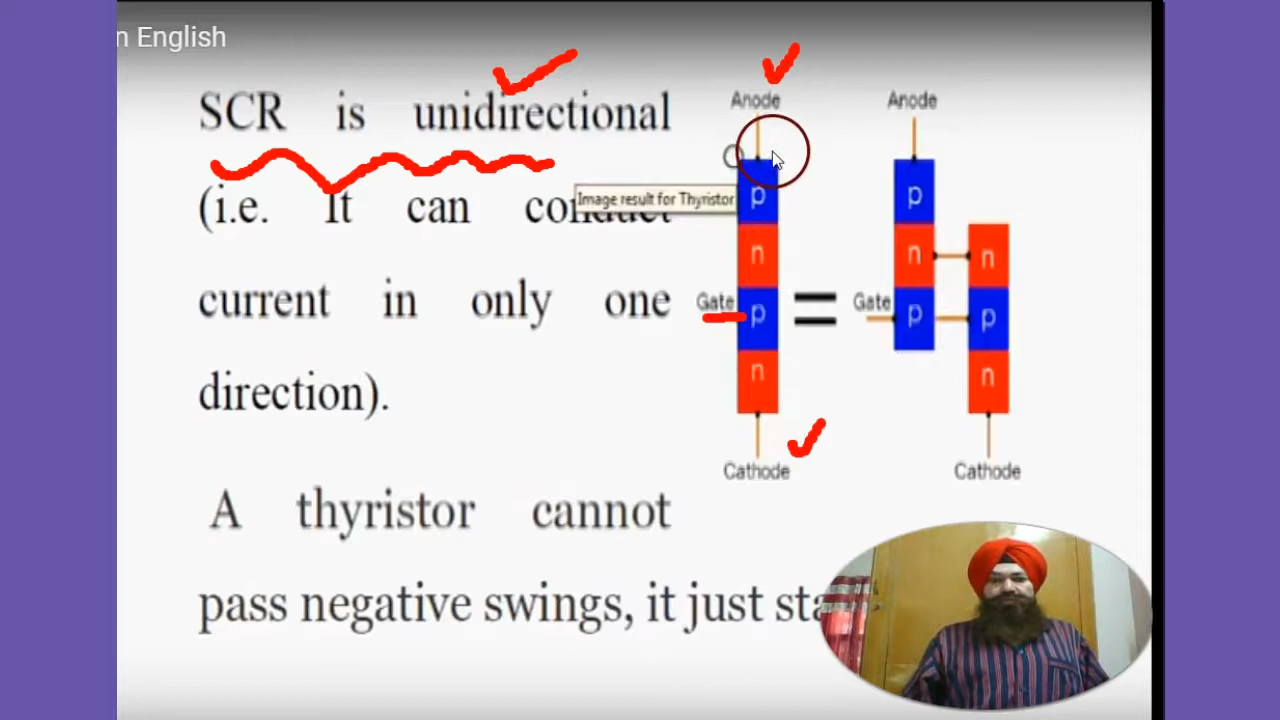 n English
SCR is unidirectional
(i.e. It can conduct
current in only one
direction).
A thyristor cannot
pass negative swings, it just
Image result for Thyristor
Anode
p
n
Gate
p
n
Cathode
=
Anode
p
n
Gate
p
n
p
n
Cathode